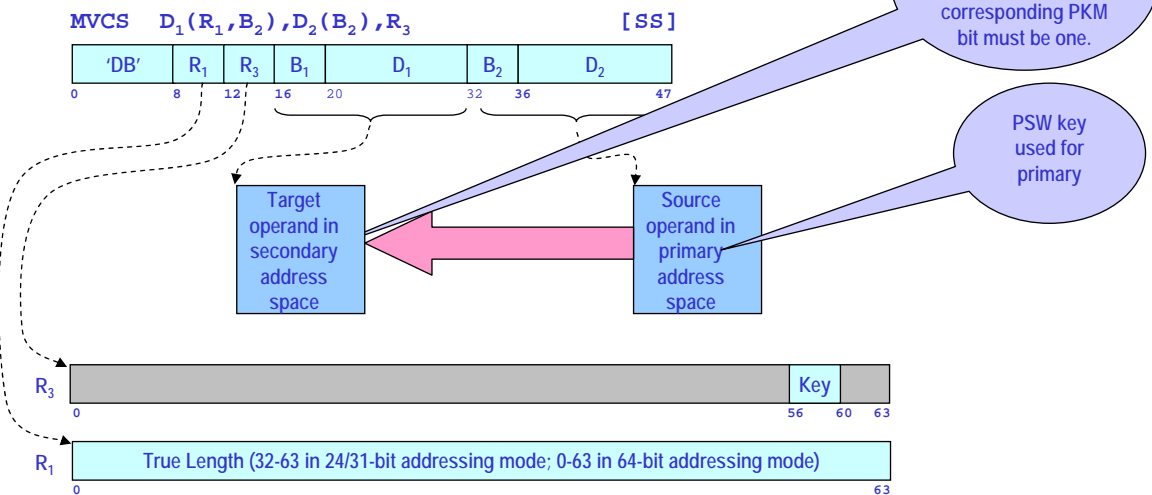 MVCS D₁(R₁,B₂),D₂(B₂),R₃ [SS]
corresponding PKM
bit must be one.
'DB' R₁ R₃ B₁ D₁ B₂ D₂
0 8 12 16 20 32 36 47
PSW key
used for
primary
Target
operand in
secondary
address
space
Source
operand in
primary
address
space
R₃
Key
0 56 60 63
R₁
True Length (32-63 in 24/31-bit addressing mode; 0-63 in 64-bit addressing mode)
0 63